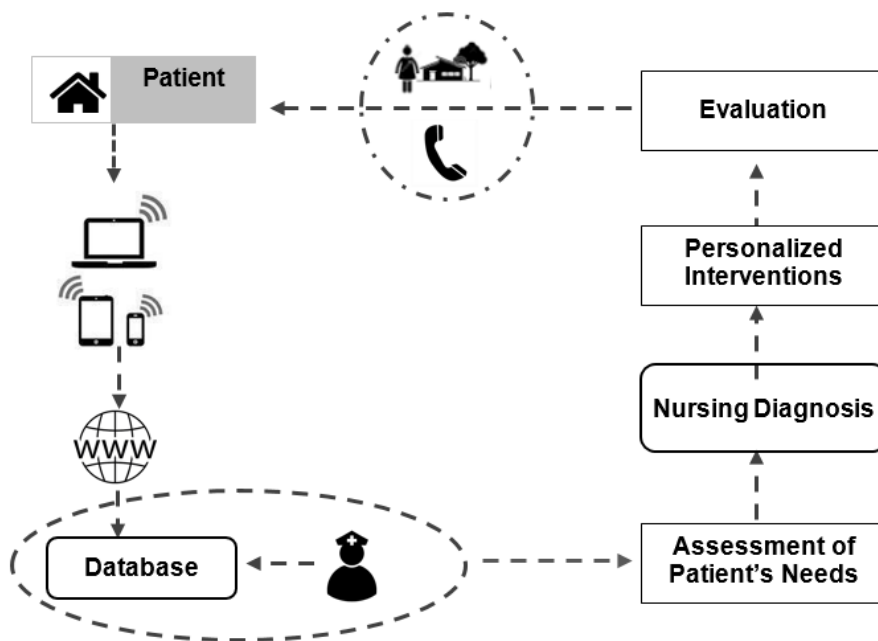 Patient
Evaluation
Personalized
Interventions
Nursing Diagnosis
WWW
Database
Assessment of
Patient’s Needs